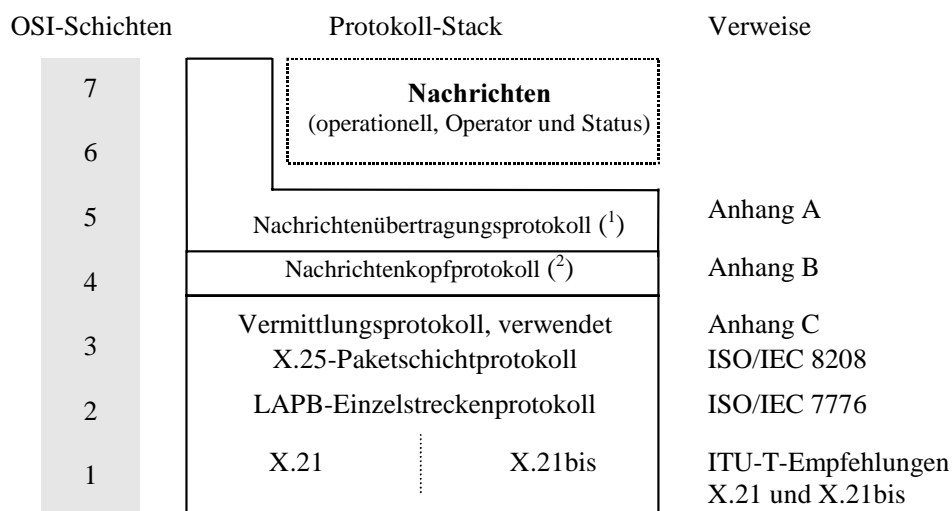 OSI-Schichten Protokoll-Stack Verweise
7
Nachrichten
(operationell, Operator und Status)
6
5 Nachrichtenübertragungsprotokoll (¹) Anhang A
4 Nachrichtenkopfprotokoll (²) Anhang B
3 Vermittlungsprotokoll, verwendet Anhang C
X.25-Paketschichtprotokoll ISO/IEC 8208
2 LAPB-Einzelstreckenprotokoll ISO/IEC 7776
1 X.21 X.21bis ITU-T-Empfehlungen
X.21 und X.21bis